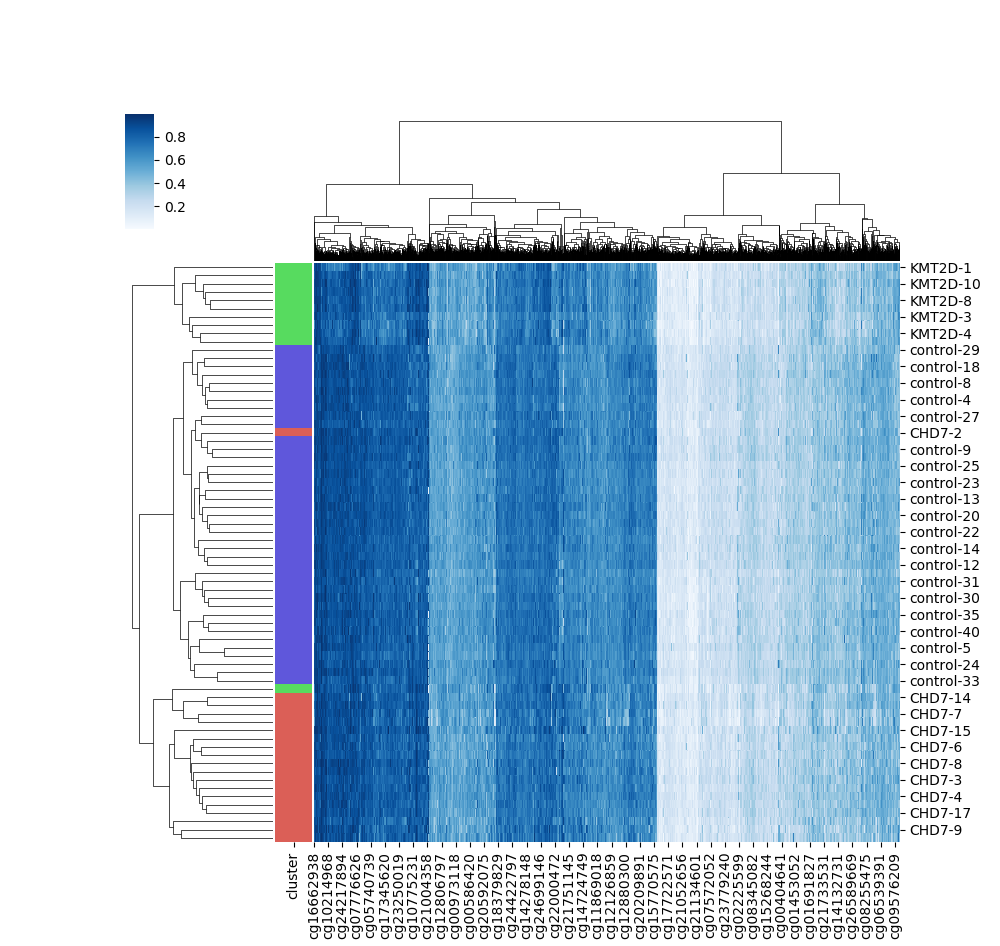 0.8
0.6
0.4
0.2
KMT2D-1
KMT2D-10
KMT2D-8
KMT2D-3
KMT2D-4
control-29
control-18
control-8
control-4
control-27
CHD7-2
control-9
control-25
control-23
control-13
control-20
control-22
control-14
control-12
control-31
control-30
control-35
control-40
control-5
control-24
control-33
CHD7-14
CHD7-7
CHD7-15
CHD7-6
CHD7-8
CHD7-3
CHD7-4
CHD7-17
CHD7-9
cluster
cg16662938
cg10214968
cg24217894
cg07776626
cg05740739
cg17345620
cg23250019
cg10775231
cg21004358
cg12806797
cg00973118
cg00586420
cg20592075
cg18379829
cg24422797
cg14278148
cg24699146
cg22000472
cg21751145
cg14724749
cg11869018
cg12126859
cg12880300
cg20209891
cg15770575
cg17722571
cg21052656
cg21134601
cg07572052
cg23779240
cg02225599
cg08345082
cg15268244
cg00404641
cg01453052
cg01691827
cg21733531
cg14132731
cg26589669
cg08255475
cg06539391
cg09576209